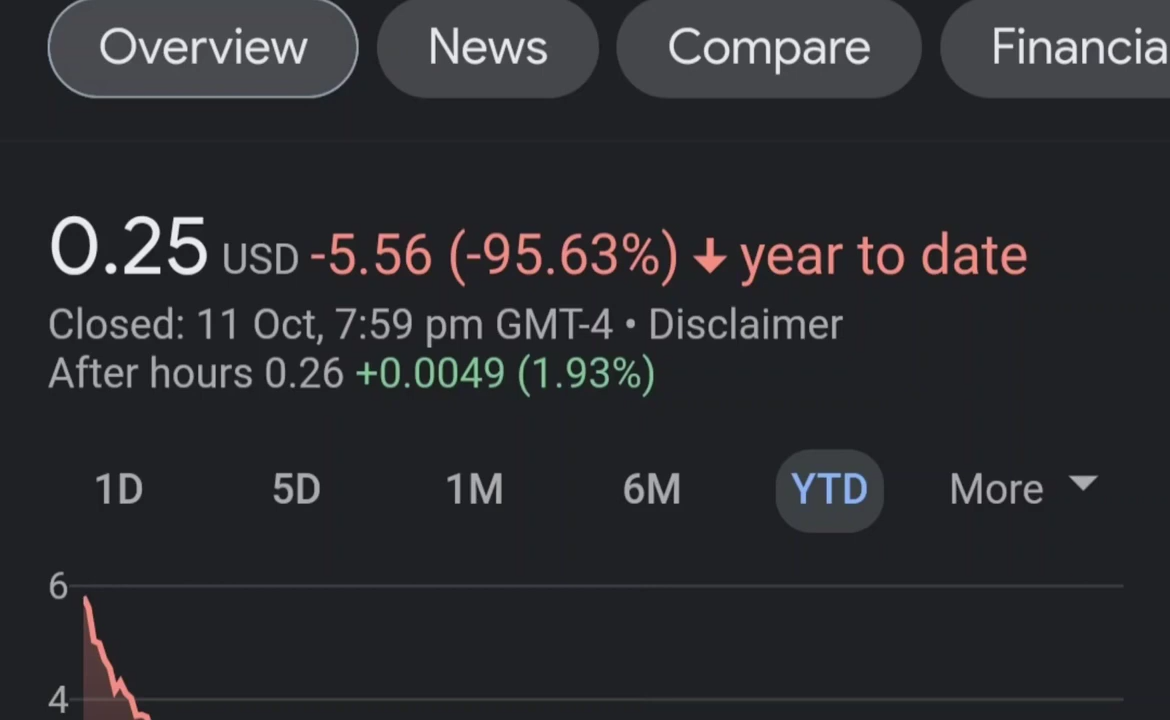 Overview News Compare Financia
0.25 USD -5.56 (-95.63%) ↓ year to date
Closed: 11 Oct, 7:59 pm GMT-4 • Disclaimer
After hours 0.26 +0.0049 (1.93%)
1D 5D 1M 6M YTD More
6
4